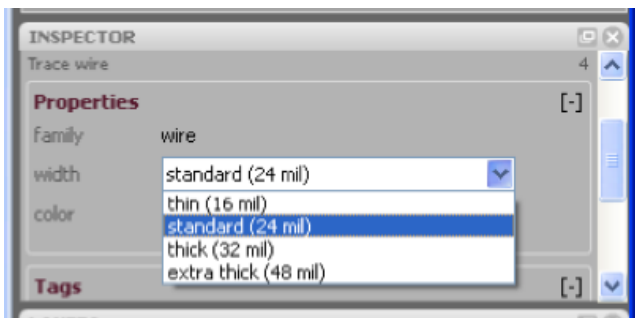 INSPECTOR
Trace wire 4
Properties [-]
family wire
width standard (24 mil)
thin (16 mil)
color standard (24 mil)
thick (32 mil)
extra thick (48 mil)
Tags [-]